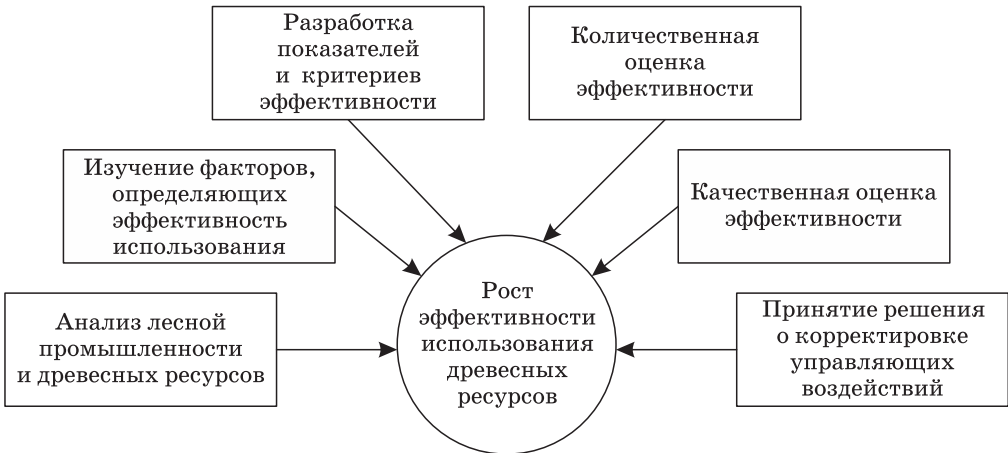 Разработка
показателей
и критериев
эффективности
Количественная
оценка
эффективности
Изучение факторов,
определяющих
эффективность
использования
Качественная оценка
эффективности
Анализ лесной
промышленности
и древесных ресурсов
Рост
эффективности
использования
древесных
ресурсов
Принятие решения
о корректировке
управляющих
воздействий